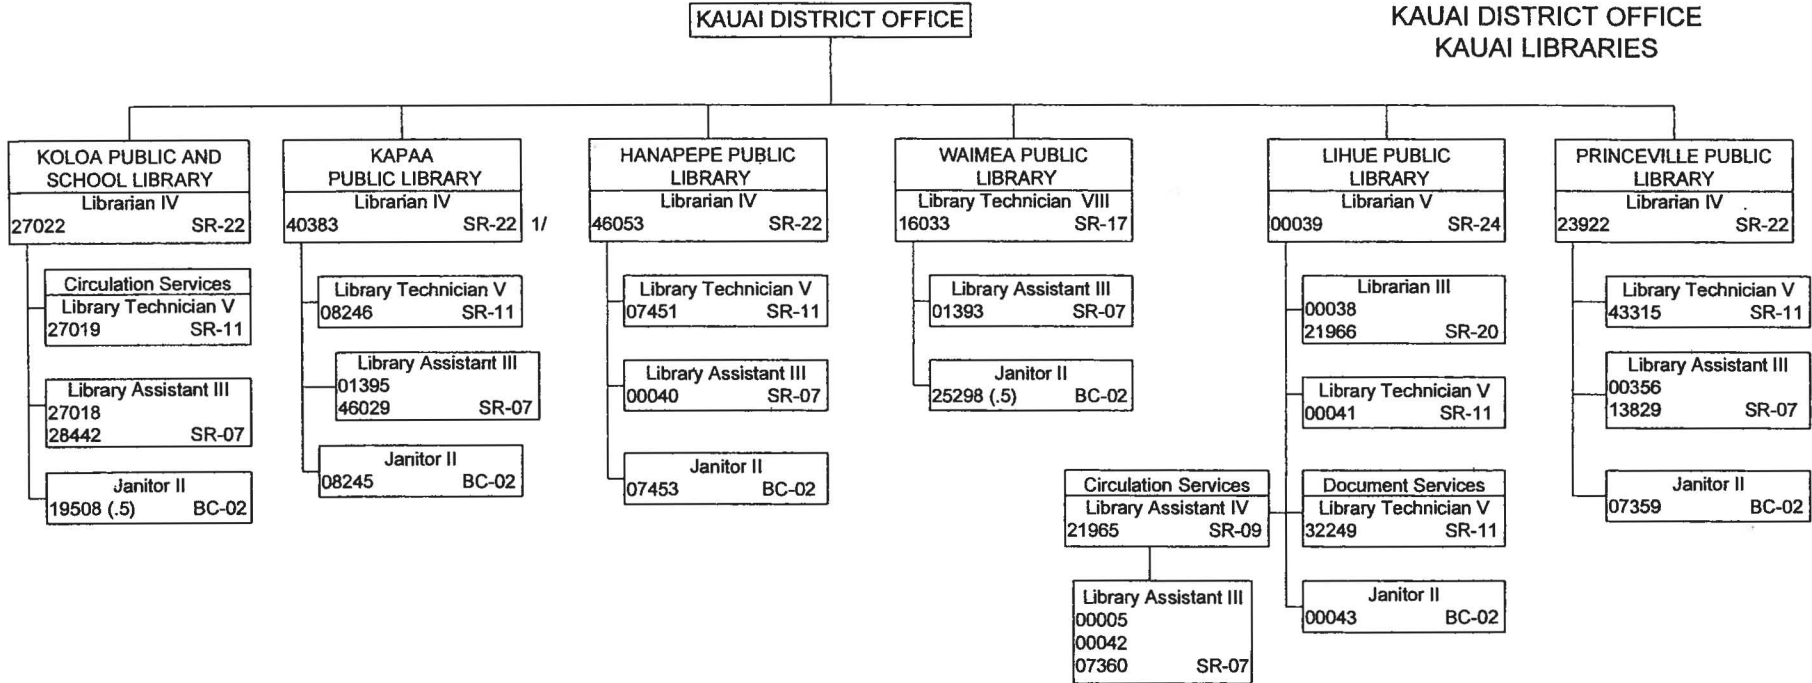 KAUAI DISTRICT OFFICE
KAUAI DISTRICT OFFICE
KAUAI LIBRARIES
KOLOA PUBLIC AND
SCHOOL LIBRARY
Librarian IV
27022 SR-22
Circulation Services
Library Technician V
27019 SR-11
Library Assistant III
27018
28442 SR-07
Janitor II
19508 (.5) BC-02
KAPAA
PUBLIC LIBRARY
Librarian IV
40383 SR-22 1/
Library Technician V
08246 SR-11
Library Assistant III
01395
46029 SR-07
Janitor II
08245 BC-02
HANAPEPE PUBLIC
LIBRARY
Librarian IV
46053 SR-22
Library Technician V
07451 SR-11
Library Assistant III
00040 SR-07
Janitor II
07453 BC-02
WAIMEA PUBLIC
LIBRARY
Library Technician VIII
16033 SR-17
Library Assistant III
01393 SR-07
Janitor II
25298 (.5) BC-02
LIHUE PUBLIC
LIBRARY
Librarian V
00039 SR-24
Librarian III
00038
21966 SR-20
Library Technician V
00041 SR-11
Circulation Services
Library Assistant IV
21965 SR-09
Library Assistant III
00005
00042
07360 SR-07
Document Services
Library Technician V
32249 SR-11
Janitor II
00043 BC-02
PRINCEVILLE PUBLIC
LIBRARY
Librarian IV
23922 SR-22
Library Technician V
43315 SR-11
Library Assistant III
00356
13829 SR-07
Janitor II
07359 BC-02